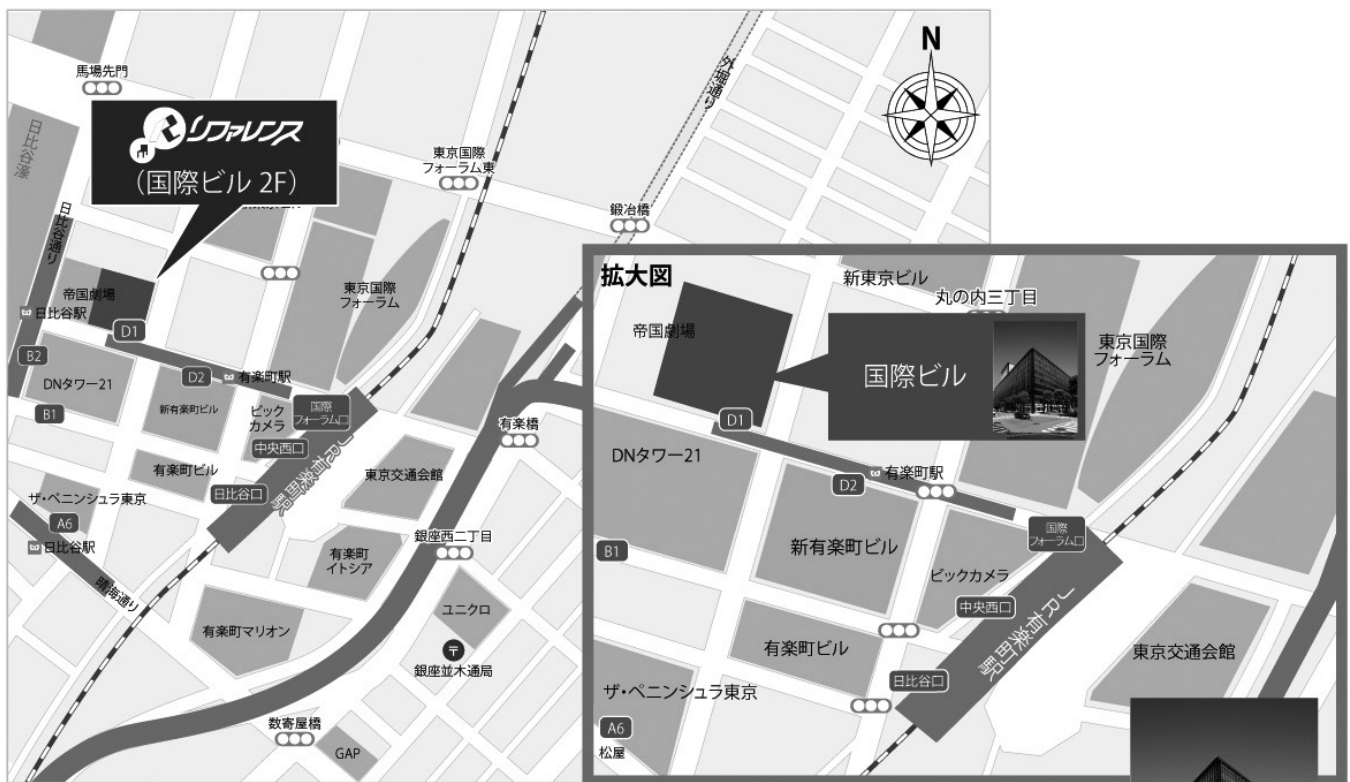 馬場先門
日比谷濠
リファレンス
(国際ビル 2F)
日比谷通り
外堀通り
N
東京国際
フォーラム東
鍛冶橋
帝国劇場
日比谷駅
D1
東京国際
フォーラム
B2
DNタワー21
D2
有楽町駅
B1
新有楽町ビル
ビック
カメラ
国際
フォーラム口
中央西口
JR有楽町駅
有楽橋
有楽町ビル
日比谷口
東京交通会館
ザ・ペニンシュラ東京
A6
日比谷駅
晴海通り
銀座西二丁目
有楽町
イトシア
ユニクロ
有楽町マリオン
〒
銀座並木通局
数寄屋橋
GAP
拡大図
新東京ビル
丸の内三丁目
帝国劇場
国際ビル
東京国際
フォーラム
D1
DNタワー21
有楽町駅
D2
国際
フォーラム口
B1
新有楽町ビル
ビックカメラ
中央西口
JR有楽町駅
有楽町ビル
東京交通会館
日比谷口
ザ・ペニンシュラ東京
A6
松屋